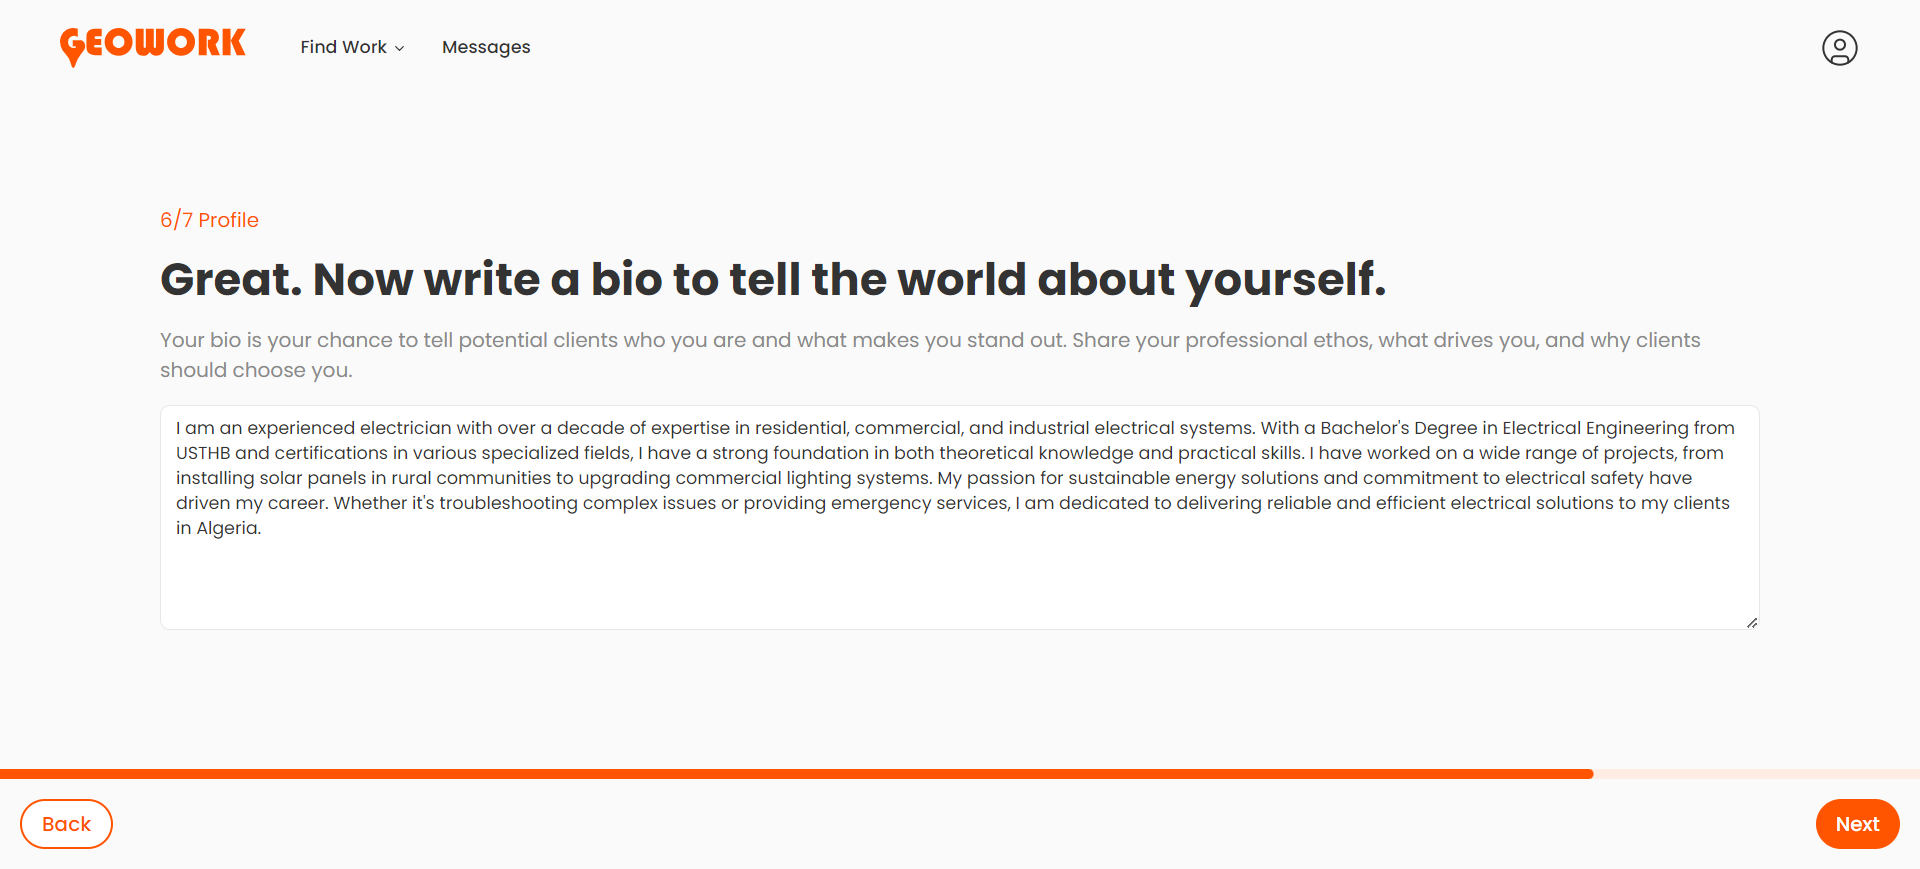 GEOWORK
Find Work
Messages
6/7 Profile
Great. Now write a bio to tell the world about yourself.
Your bio is your chance to tell potential clients who you are and what makes you stand out. Share your professional ethos, what drives you, and why clients
should choose you.
I am an experienced electrician with over a decade of expertise in residential, commercial, and industrial electrical systems. With a Bachelor's Degree in Electrical Engineering from
USTHB and certifications in various specialized fields, I have a strong foundation in both theoretical knowledge and practical skills. I have worked on a wide range of projects, from
installing solar panels in rural communities to upgrading commercial lighting systems. My passion for sustainable energy solutions and commitment to electrical safety have
driven my career. Whether it's troubleshooting complex issues or providing emergency services, I am dedicated to delivering reliable and efficient electrical solutions to my clients
in Algeria.
Back
Next